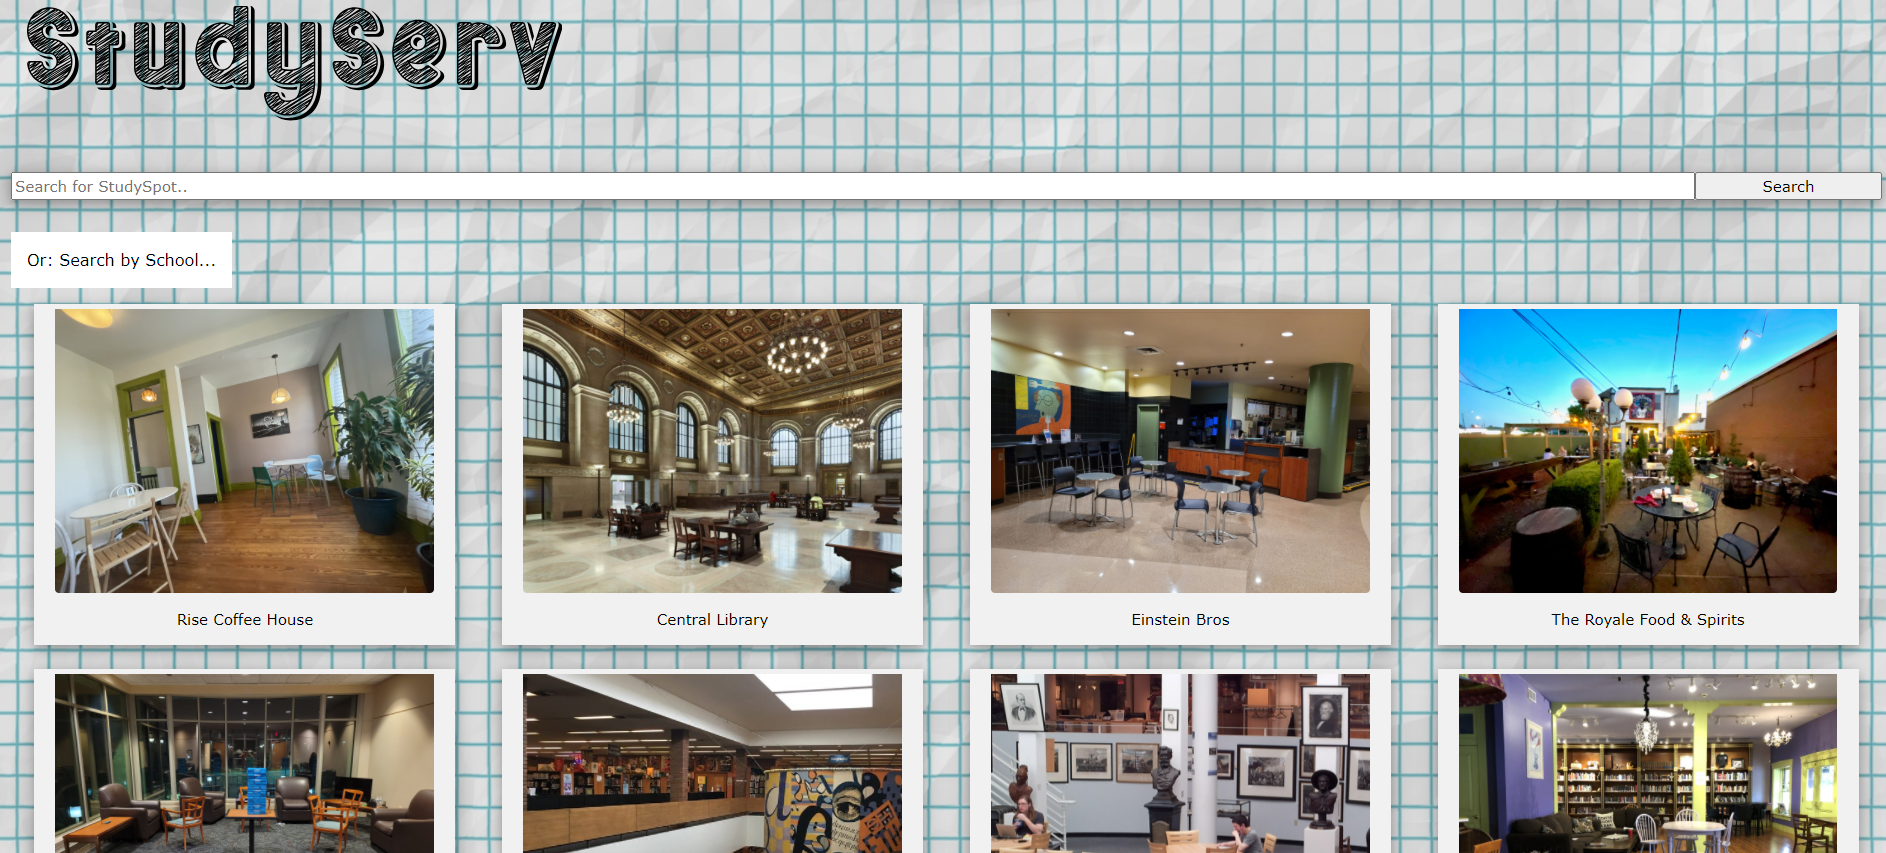 StudyServ
Search for StudySpot..
Search
Or: Search by School...
Rise Coffee House
Central Library
Einstein Bros
The Royale Food & Spirits